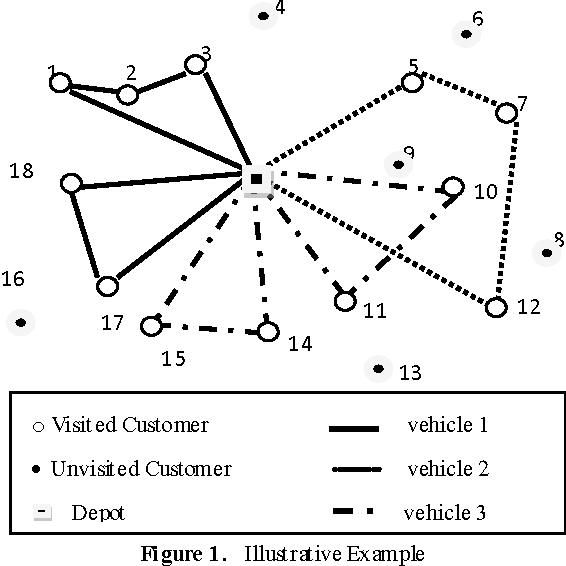 4
6
3
1
2
5
7
9
18
10
8
16
17
11
12
15
14
13
Visited Customer
vehicle 1
Unvisited Customer
vehicle 2
Depot
vehicle 3
Figure 1. Illustrative Example